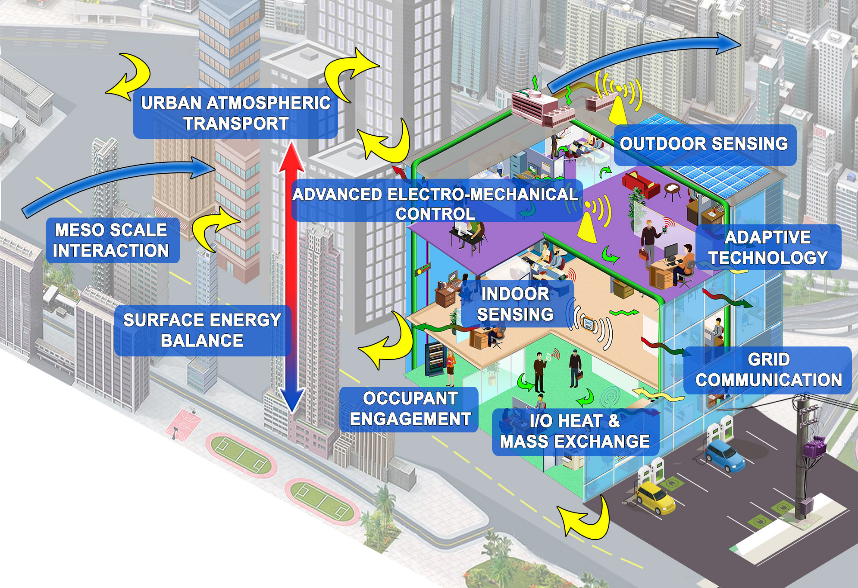 URBAN ATMOSPHERIC
TRANSPORT
OUTDOOR SENSING
ADVANCED ELECTRO-MECHANICAL
CONTROL
MESO SCALE
INTERACTION
ADAPTIVE
TECHNOLOGY
INDOOR
SENSING
SURFACE ENERGY
BALANCE
GRID
COMMUNICATION
OCCUPANT
ENGAGEMENT
I/O HEAT &
MASS EXCHANGE